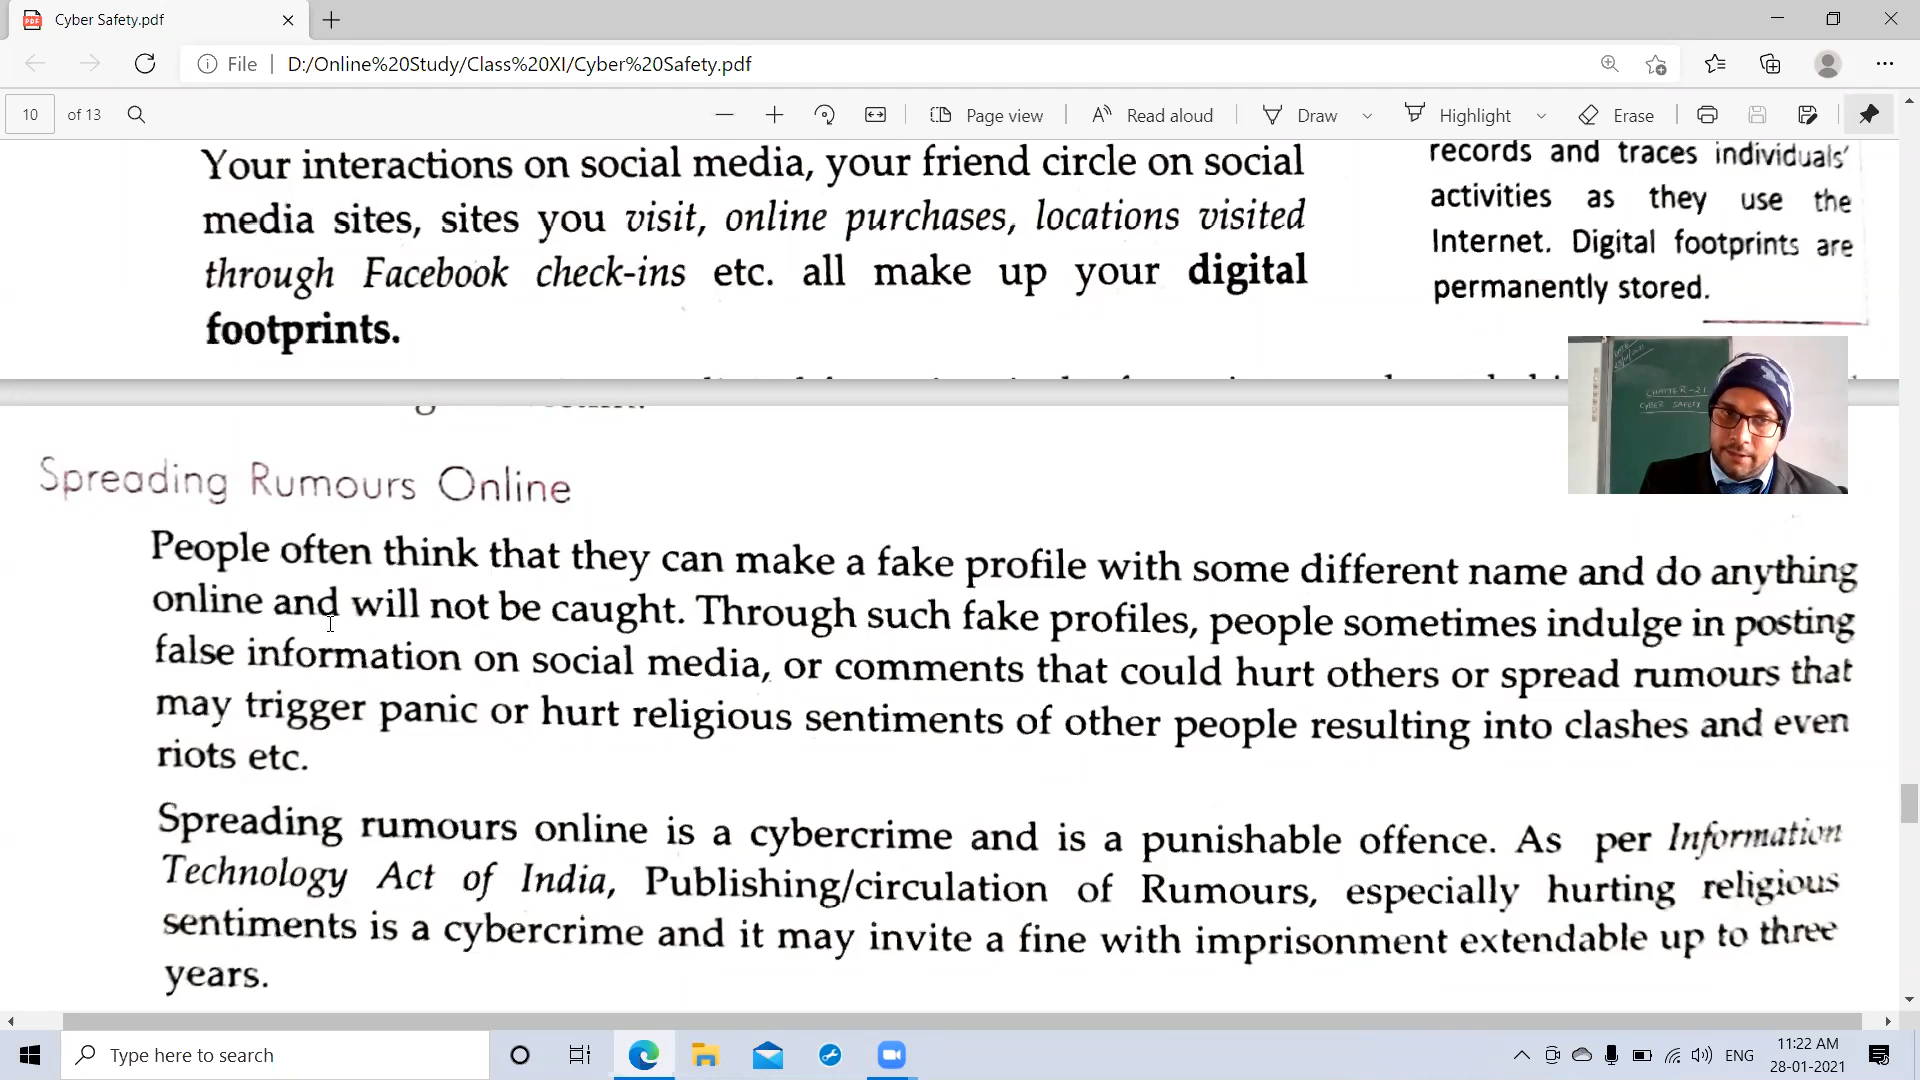 Cyber Safety.pdf
File
D:/Online%20Study/Class%20XI/Cyber%20Safety.pdf
10 of 13
Page view
Read aloud
Draw
Highlight
Erase
Your interactions on social media, your friend circle on social
media sites, sites you visit, online purchases, locations visited
through Facebook check-ins etc. all make up your digital
footprints.
records and traces individuals'
activities as they use the
Internet. Digital footprints are
permanently stored.
CHAPTER-21
CYBER SAFETY
Spreading Rumours Online
People often think that they can make a fake profile with some different name and do anything
online and will not be caught. Through such fake profiles, people sometimes indulge in posting
false information on social media, or comments that could hurt others or spread rumours that
may trigger panic or hurt religious sentiments of other people resulting into clashes and even
riots etc.
Spreading rumours online is a cybercrime and is a punishable offence. As per Information
Technology Act of India, Publishing/circulation of Rumours, especially hurting religious
sentiments is a cybercrime and it may invite a fine with imprisonment extendable up to three
years.
Type here to search
ENG
11:22 AM
28-01-2021